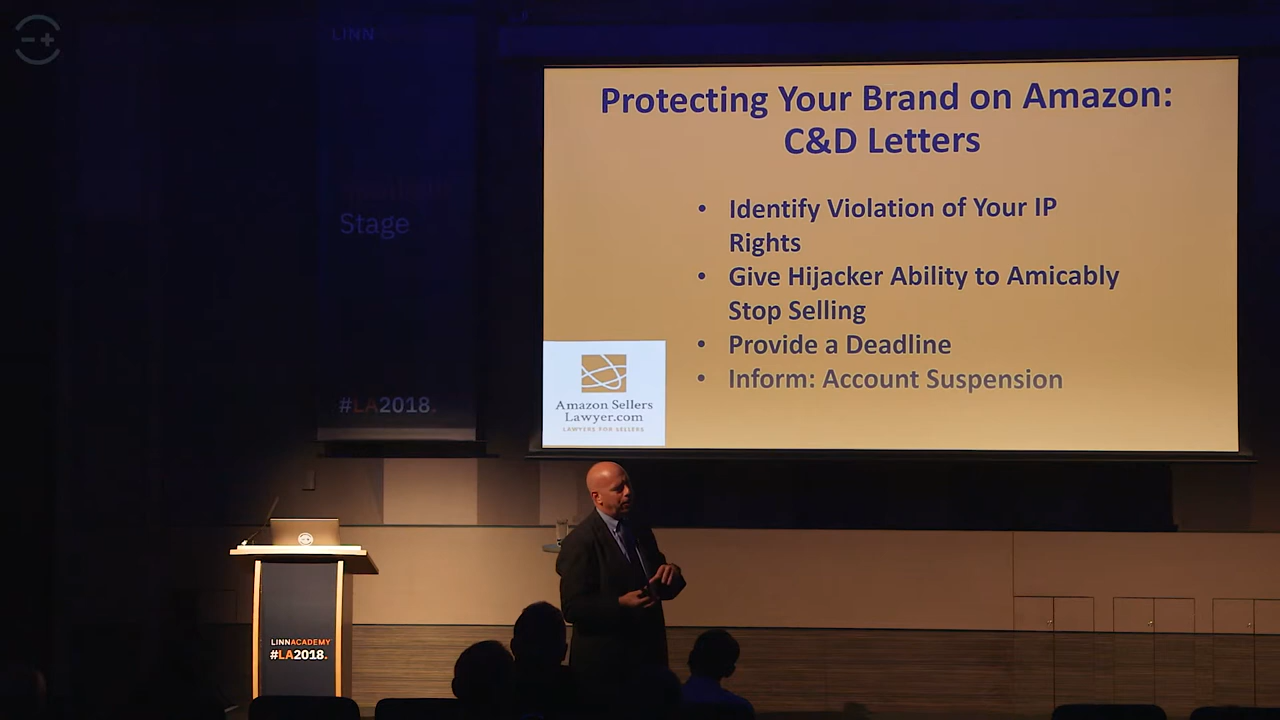 LINN
Stage
#LA2018.
Protecting Your Brand on Amazon:
C&D Letters
• Identify Violation of Your IP
Rights
• Give Hijacker Ability to Amicably
Stop Selling
• Provide a Deadline
• Inform: Account Suspension
Amazon Sellers
Lawyer.com
LAWYERS FOR SELLERS
LINNACADEMY
#LA2018.